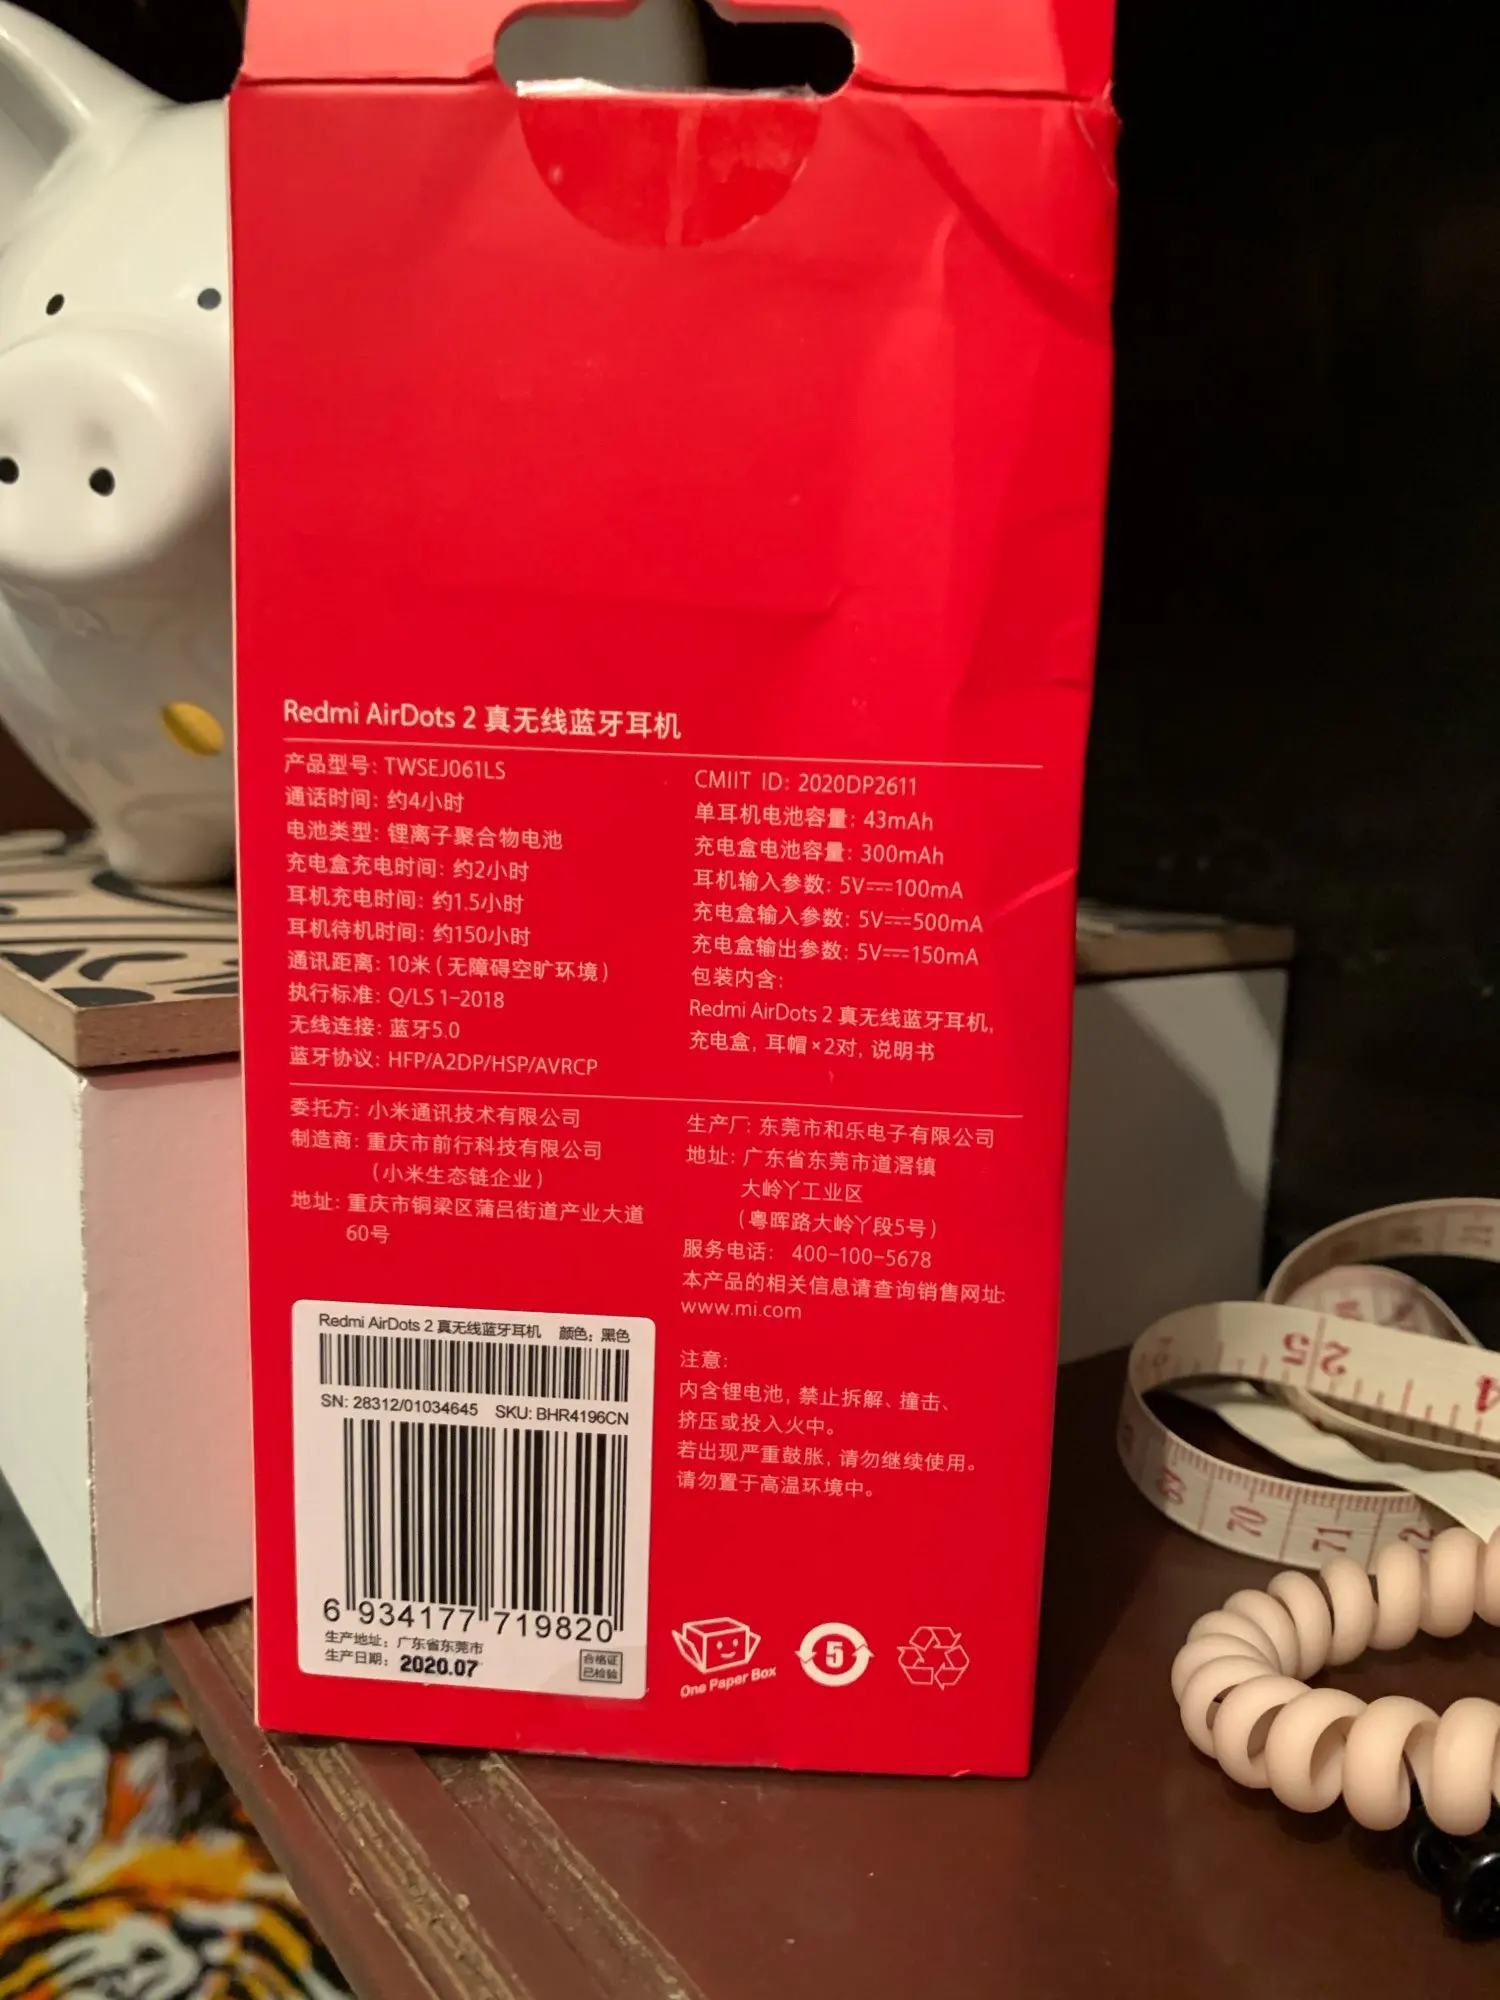 Redmi AirDots 2 真无线蓝牙耳机
产品型号: TWSEJ061LS
通话时间: 约4小时
电池类型: 锂离子聚合物电池
充电盒充电时间: 约2小时
耳机充电时间: 约1.5小时
耳机待机时间: 约150小时
通讯距离: 10米(无障碍空旷环境)
执行标准: Q/LS 1-2018
无线连接: 蓝牙5.0
蓝牙协议: HFP/A2DP/HSP/AVRCP
CMIIT ID: 2020DP2611
单耳机电池容量: 43mAh
充电盒电池容量: 300mAh
耳机输入参数: 5V⎓100mA
充电盒输入参数: 5V⎓500mA
充电盒输出参数: 5V⎓150mA
包装内含:
Redmi AirDots 2 真无线蓝牙耳机,
充电盒, 耳帽×2对, 说明书
委托方: 小米通讯技术有限公司
制造商: 重庆市前行科技有限公司
(小米生态链企业)
地址: 重庆市铜梁区蒲吕街道产业大道
60号
生产厂: 东莞市和乐电子有限公司
地址: 广东省东莞市道滘镇
大岭丫工业区
(粤晖路大岭丫段5号)
服务电话: 400-100-5678
本产品的相关信息请查询销售网址:
www.mi.com
注意:
内含锂电池, 禁止拆解、撞击、
挤压或投入火中。
若出现严重鼓胀, 请勿继续使用。
请勿置于高温环境中。
Redmi AirDots 2 真无线蓝牙耳机 颜色: 黑色
SN: 28312/01034645 SKU: BHR4196CN
6 934177 719820
生产地址: 广东省东莞市
生产日期: 2020.07
合格证
已检验
One Paper Box
5
25
4
69
70
71
72